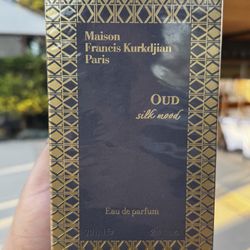 Maison
Francis Kurkdjian
Paris
OUD
silk mood
Eau de parfum